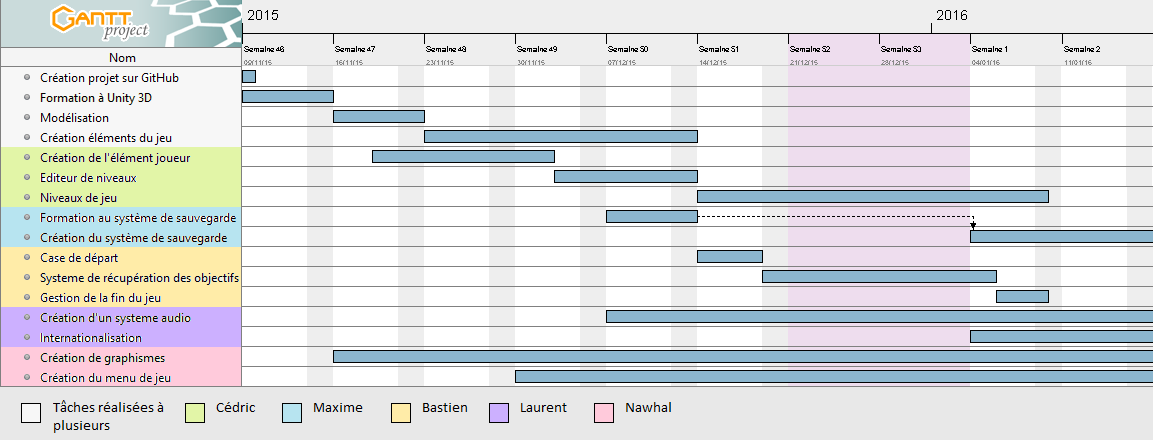 GANTT
project
2015
2016
Semaine 46
Semaine 47
Semaine 48
Semaine 49
Semaine 50
Semaine 51
Semaine 52
Semaine 53
Semaine 1
Semaine 2
Nom
09/11/15
16/11/15
23/11/15
30/11/15
07/12/15
14/12/15
21/12/15
28/12/15
04/01/16
11/01/16
Création projet sur GitHub
Formation à Unity 3D
Modélisation
Création éléments du jeu
Création de l'élément joueur
Editeur de niveaux
Niveaux de jeu
Formation au système de sauvegarde
Création du système de sauvegarde
Case de départ
Systeme de récupération des objectifs
Gestion de la fin du jeu
Création d'un systeme audio
Internationalisation
Création de graphismes
Création du menu de jeu
Tâches réalisées à
plusieurs
Cédric
Maxime
Bastien
Laurent
Nawhal